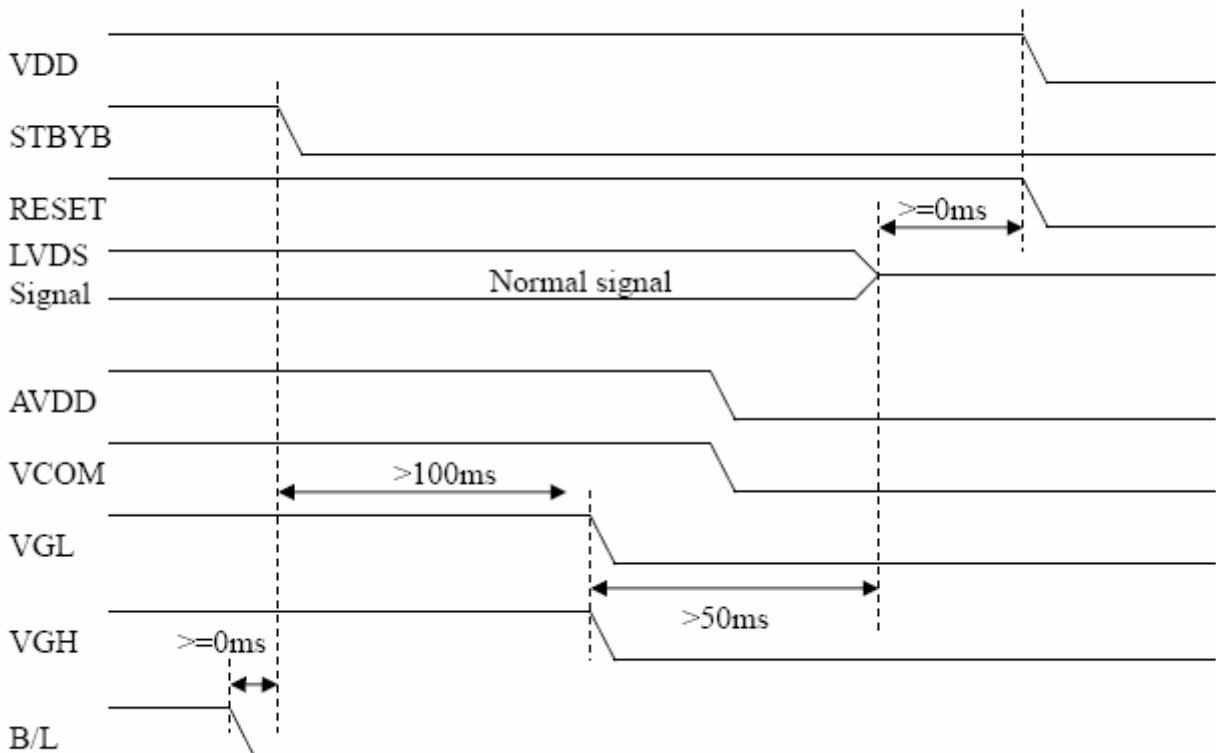 VDD
STBYB
RESET
>=0ms
LVDS
Signal
Normal signal
AVDD
VCOM
>100ms
VGL
>50ms
VGH
>=0ms
B/L